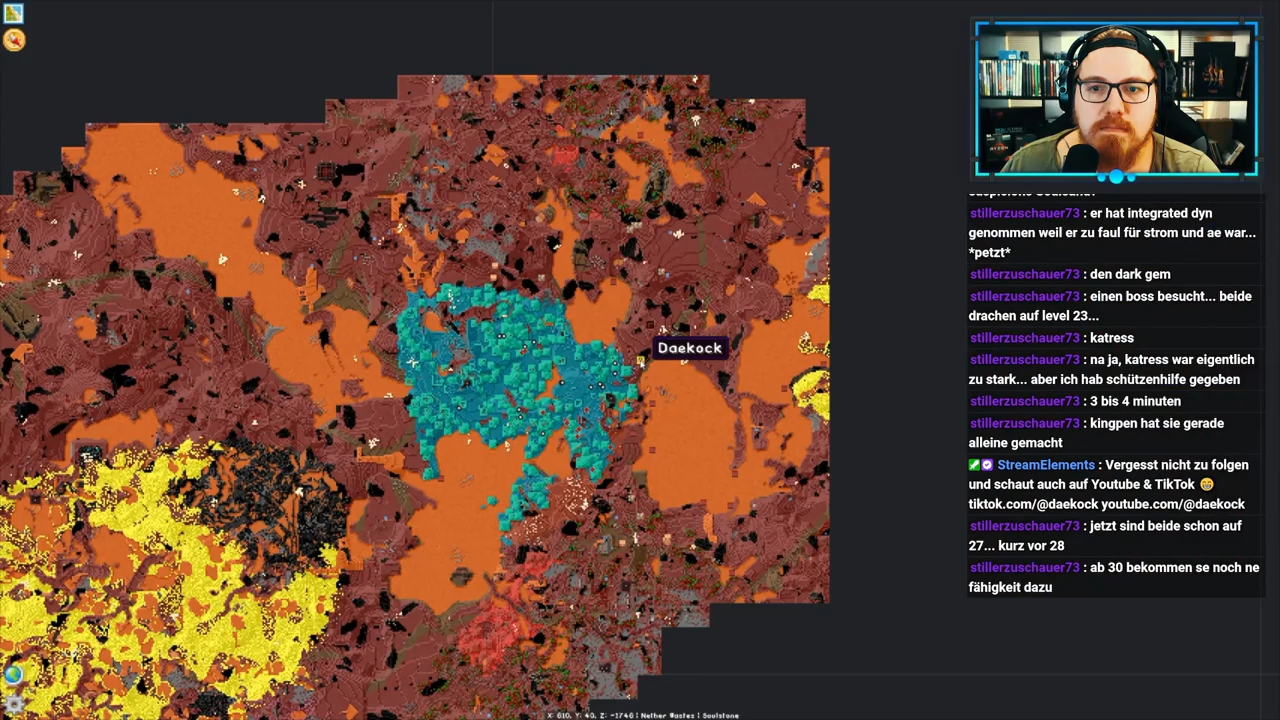 Daekock
X: 610, Y: 40, Z: -1746 | Nether Wastes | Soulstone
stillerzuschauer73 : er hat integrated dyn
genommen weil er zu faul für strom und ae war...
*petzt*
stillerzuschauer73 : den dark gem
stillerzuschauer73 : einen boss besucht... beide
drachen auf level 23...
stillerzuschauer73 : katress
stillerzuschauer73 : na ja, katress war eigentlich
zu stark... aber ich hab schützenhilfe gegeben
stillerzuschauer73 : 3 bis 4 minuten
stillerzuschauer73 : kingpen hat sie gerade
alleine gemacht
StreamElements : Vergesst nicht zu folgen
und schaut auch auf Youtube & TikTok 😁
tiktok.com/@daekock youtube.com/@daekock
stillerzuschauer73 : jetzt sind beide schon auf
27... kurz vor 28
stillerzuschauer73 : ab 30 bekommen se noch ne
fähigkeit dazu